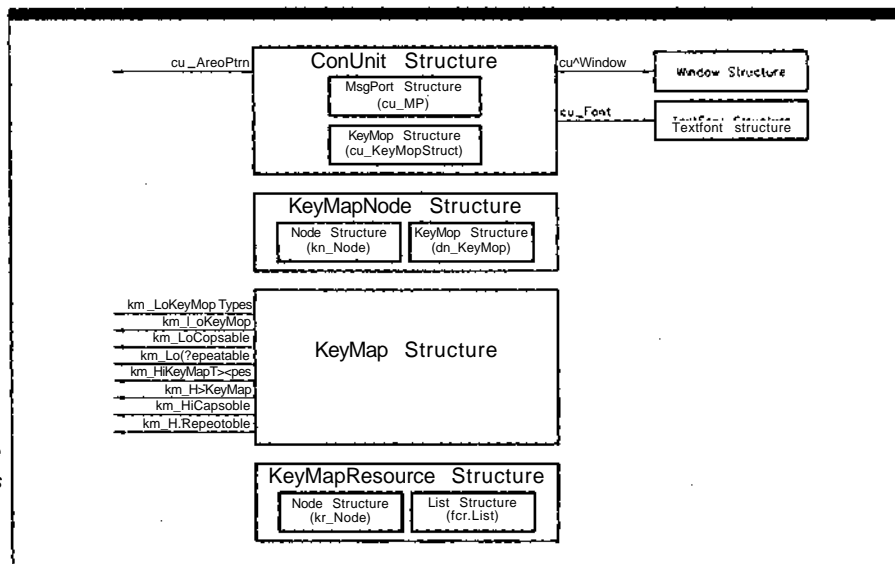 cu_AreoPtrn
ConUnit Structure
cu^Window
Window Structure
MsgPort Structure
(cu_MP)
cu_Font
Textfont structure
KeyMop Structure
(cu_KeyMopStruct)
KeyMapNode Structure
Node Structure
(kn_Node)
KeyMop Structure
(dn_KeyMop)
km_LoKeyMop Types
km_l_oKeyMop
km_LoCopsable
km_Lo(?epeatable
km_HiKeyMapT><pes
km_H>KeyMap
km_HiCapsoble
km_H.'Repeotoble
KeyMap Structure
KeyMapResource Structure
Node Structure
(kr_Node)
List Structure
(fcr.List)